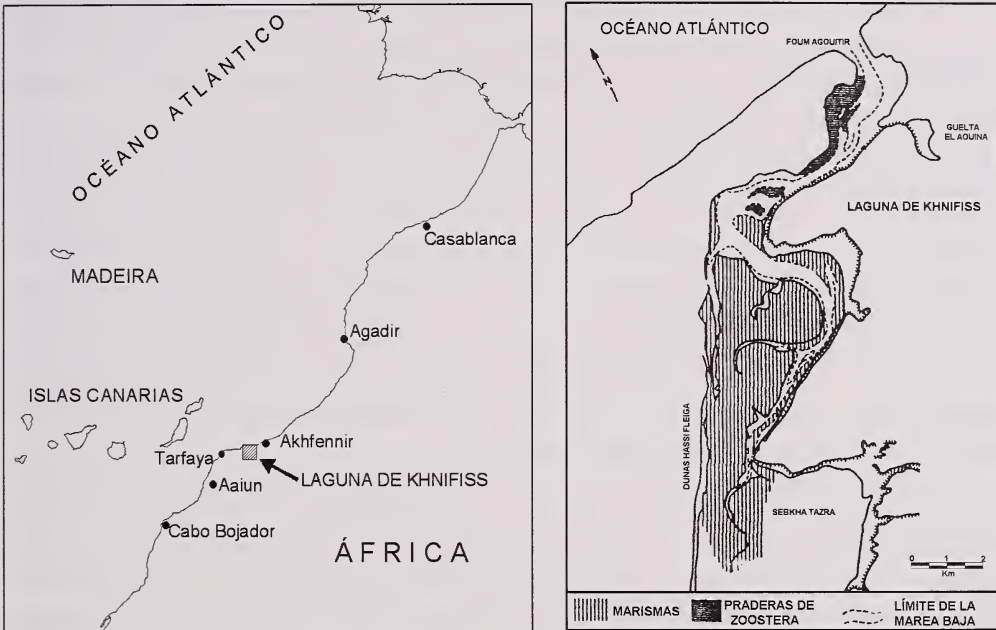 OCÉANO ATLÁNTICO
Casablanca
MADEIRA
Agadir
ISLAS CANARIAS
Akhfennir
Tarfaya
LAGUNA DE KHNIFISS
Aaiun
Cabo Bojador
ÁFRICA
OCÉANO ATLÁNTICO
FOUM AGOUITIR
N
GUELTA
EL AOUINA
LAGUNA DE KHNIFISS
DUNAS HASSI FLEIGA
SEBKHA TAZRA
0 1 2
Km
MARISMAS
PRADERAS DE
ZOOSTERA
LÍMITE DE LA
MAREA BAJA